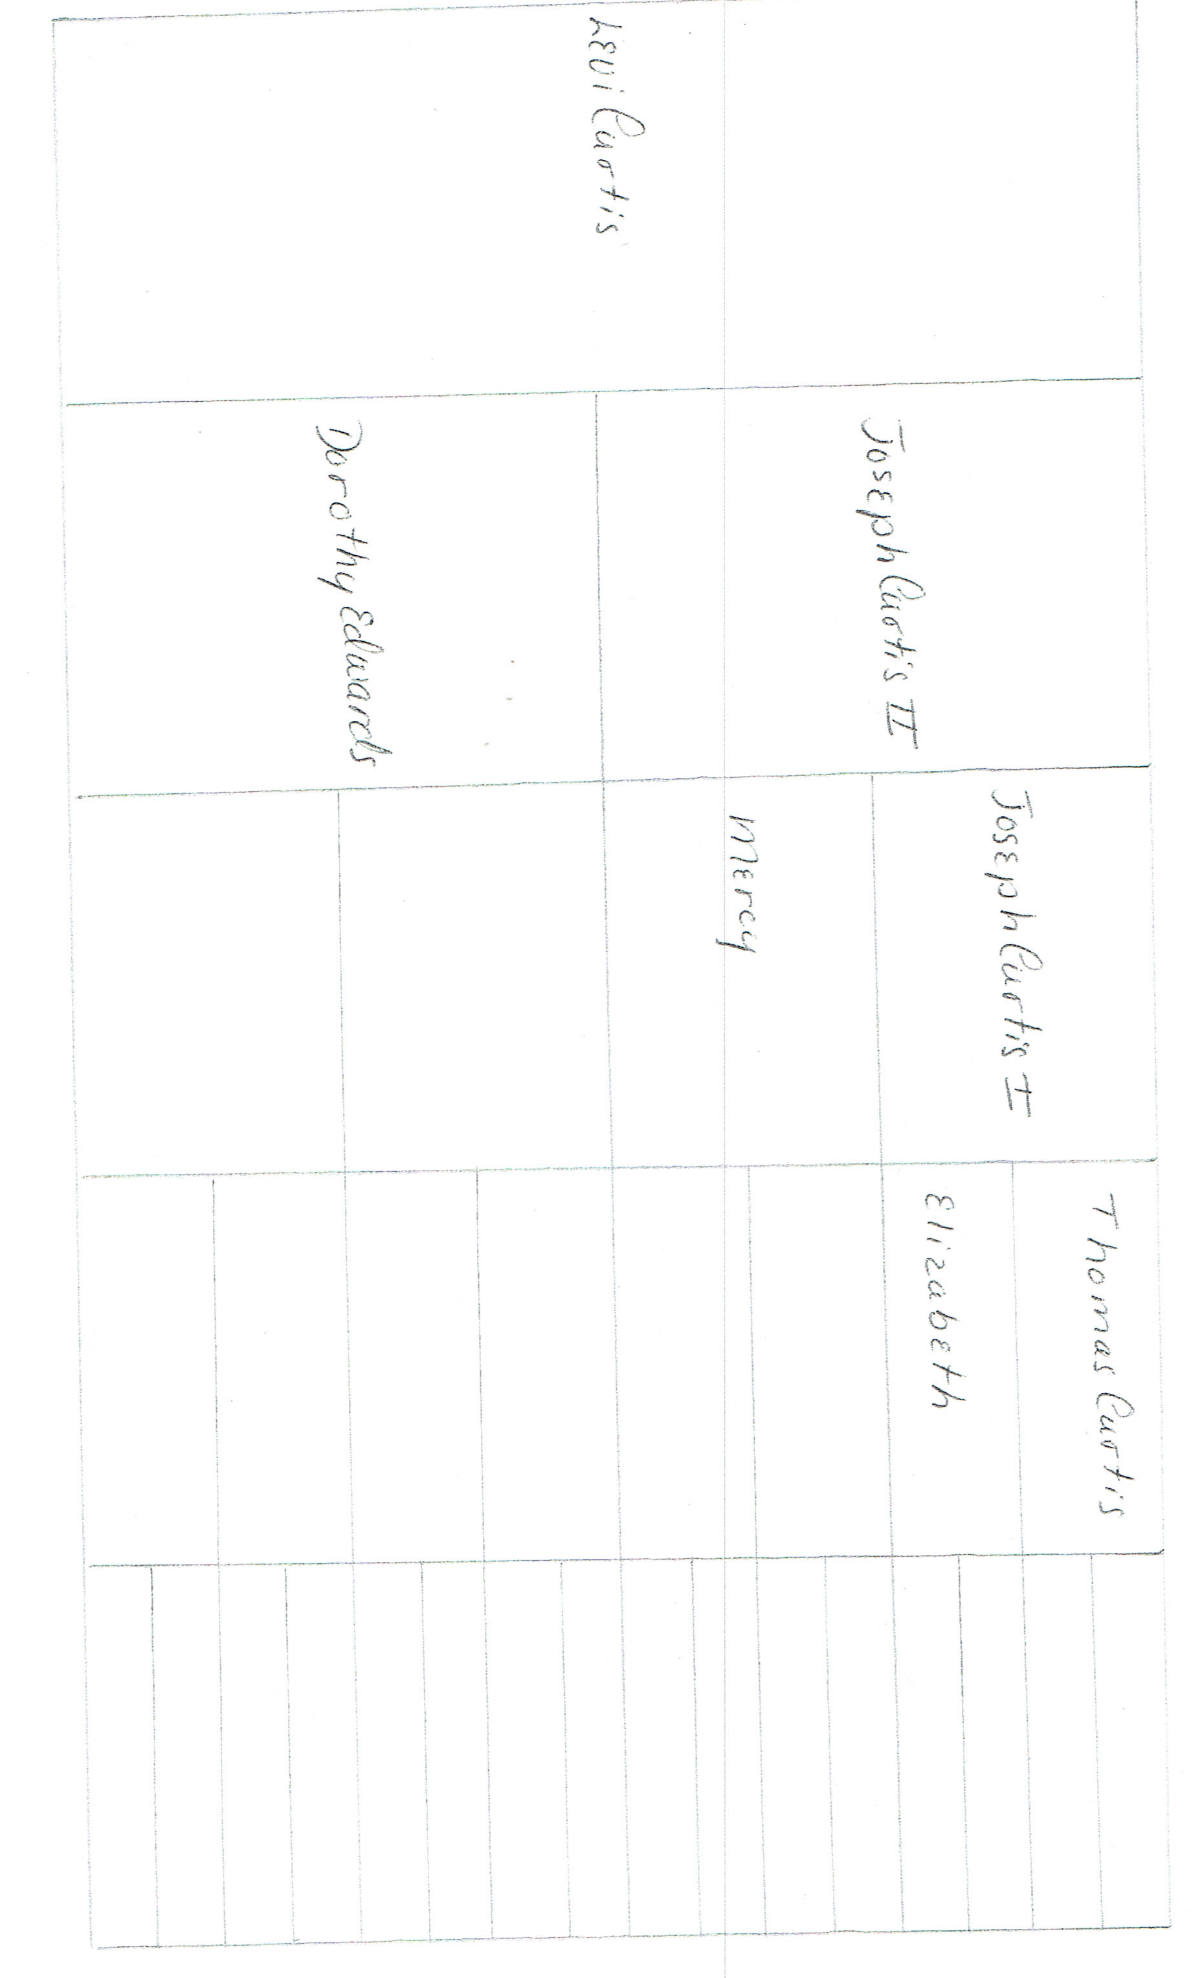 Levi Curtis
Joseph Curtis II
Dorothy Edwards
Joseph Curtis I
Mercy
Thomas Curtis
Elizabeth